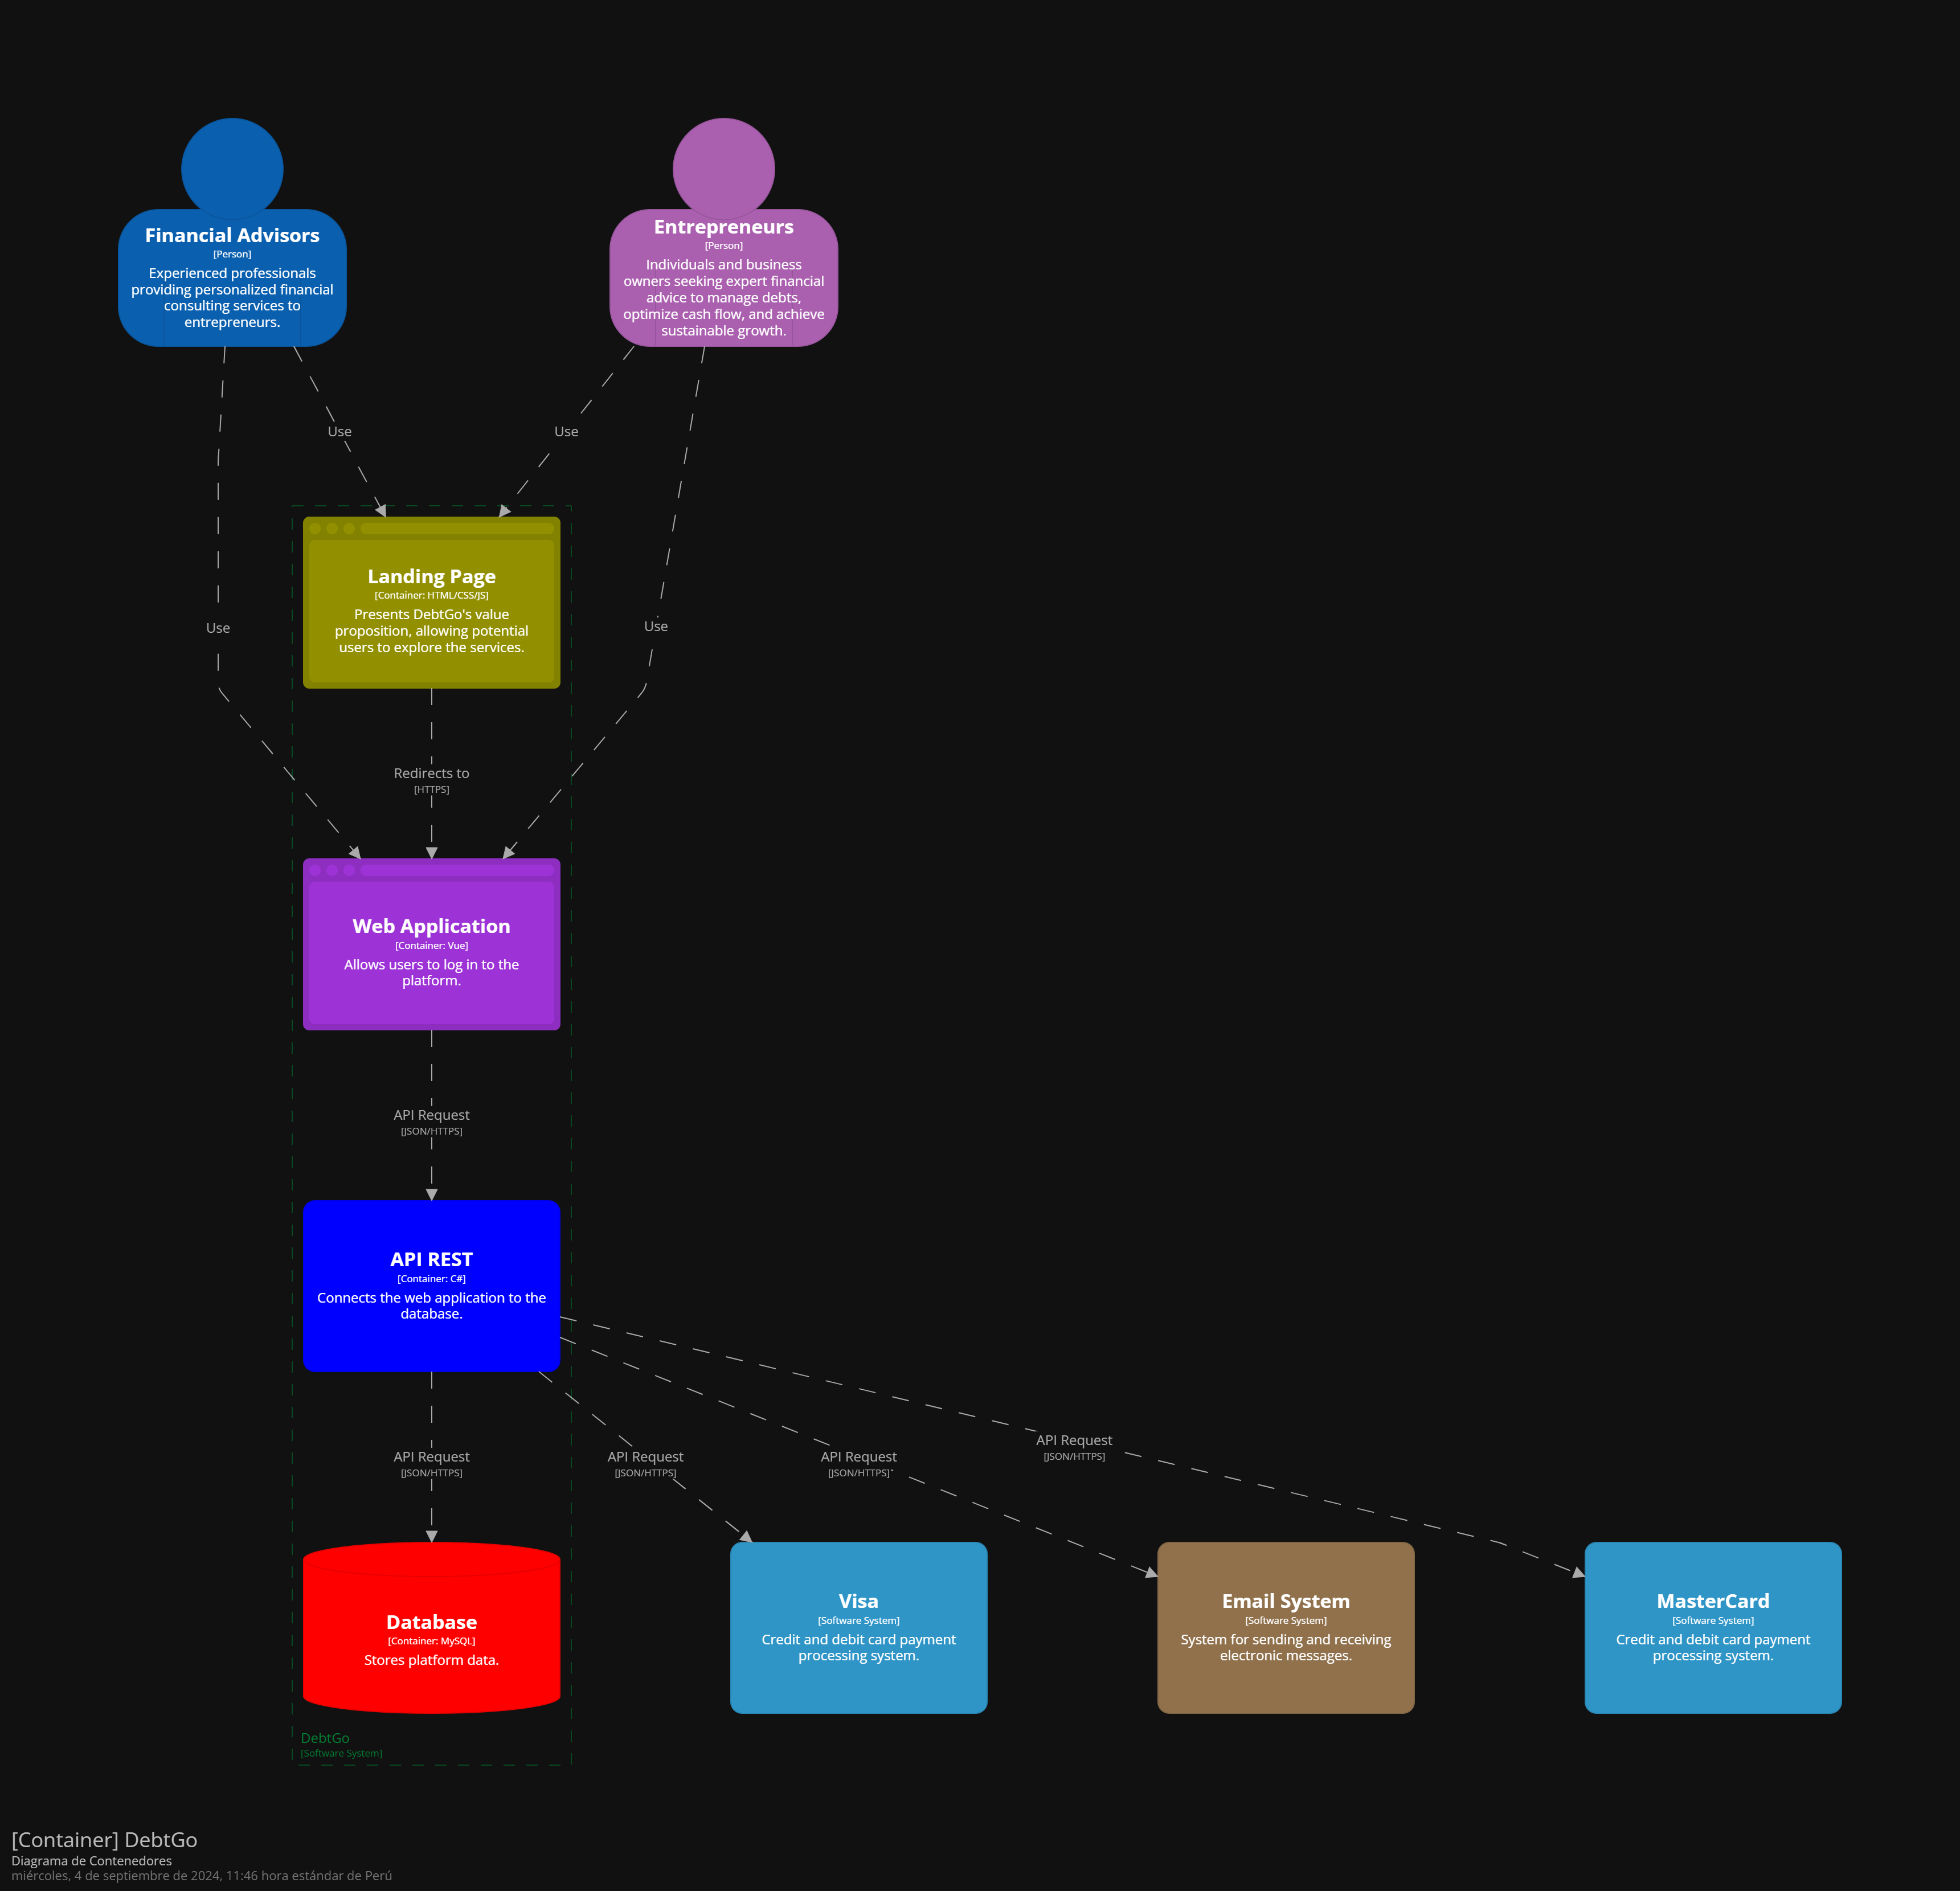 Financial Advisors
[Person]
Experienced professionals
providing personalized financial
consulting services to
entrepreneurs.
Entrepreneurs
[Person]
Individuals and business
owners seeking expert financial
advice to manage debts,
optimize cash flow, and achieve
sustainable growth.
Use
Use
Use
Use
Landing Page
[Container: HTML/CSS/JS]
Presents DebtGo's value
proposition, allowing potential
users to explore the services.
Redirects to
[HTTPS]
Web Application
[Container: Vue]
Allows users to log in to the
platform.
API Request
[JSON/HTTPS]
API REST
[Container: C#]
Connects the web application to the
database.
API Request
[JSON/HTTPS]
API Request
[JSON/HTTPS]
API Request
[JSON/HTTPS]`
API Request
[JSON/HTTPS]
Database
[Container: MySQL]
Stores platform data.
Visa
[Software System]
Credit and debit card payment
processing system.
Email System
[Software System]
System for sending and receiving
electronic messages.
MasterCard
[Software System]
Credit and debit card payment
processing system.
DebtGo
[Software System]
[Container] DebtGo
Diagrama de Contenedores
miércoles, 4 de septiembre de 2024, 11:46 hora estándar de Perú